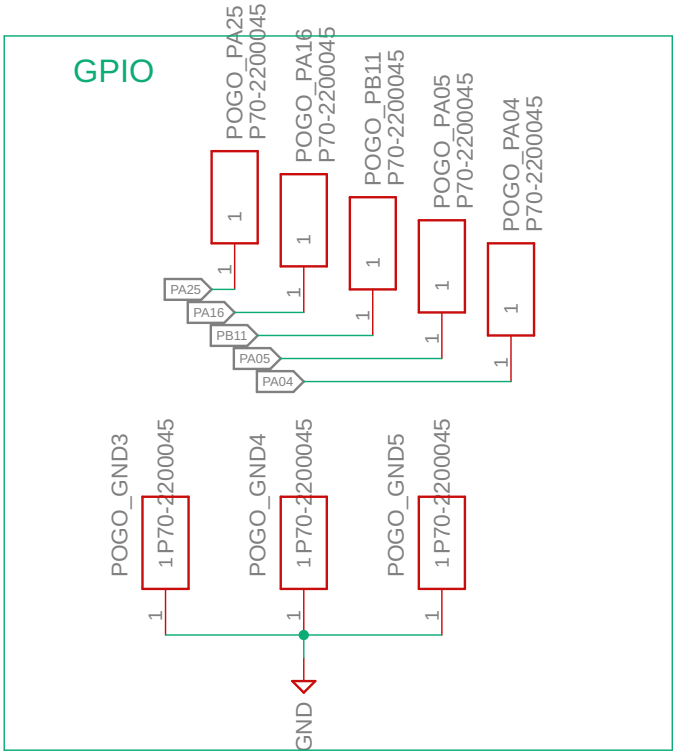 GPIO
POGO_PA25
P70-2200045
POGO_PA16
P70-2200045
POGO_PB11
P70-2200045
POGO_PA05
P70-2200045
POGO_PA04
P70-2200045
1
1
1
1
1
1
1
1
1
1
PA25
PA16
PB11
PA05
PA04
POGO_GND3
P70-2200045
POGO_GND4
P70-2200045
POGO_GND5
P70-2200045
1
1
1
1
1
1
GND